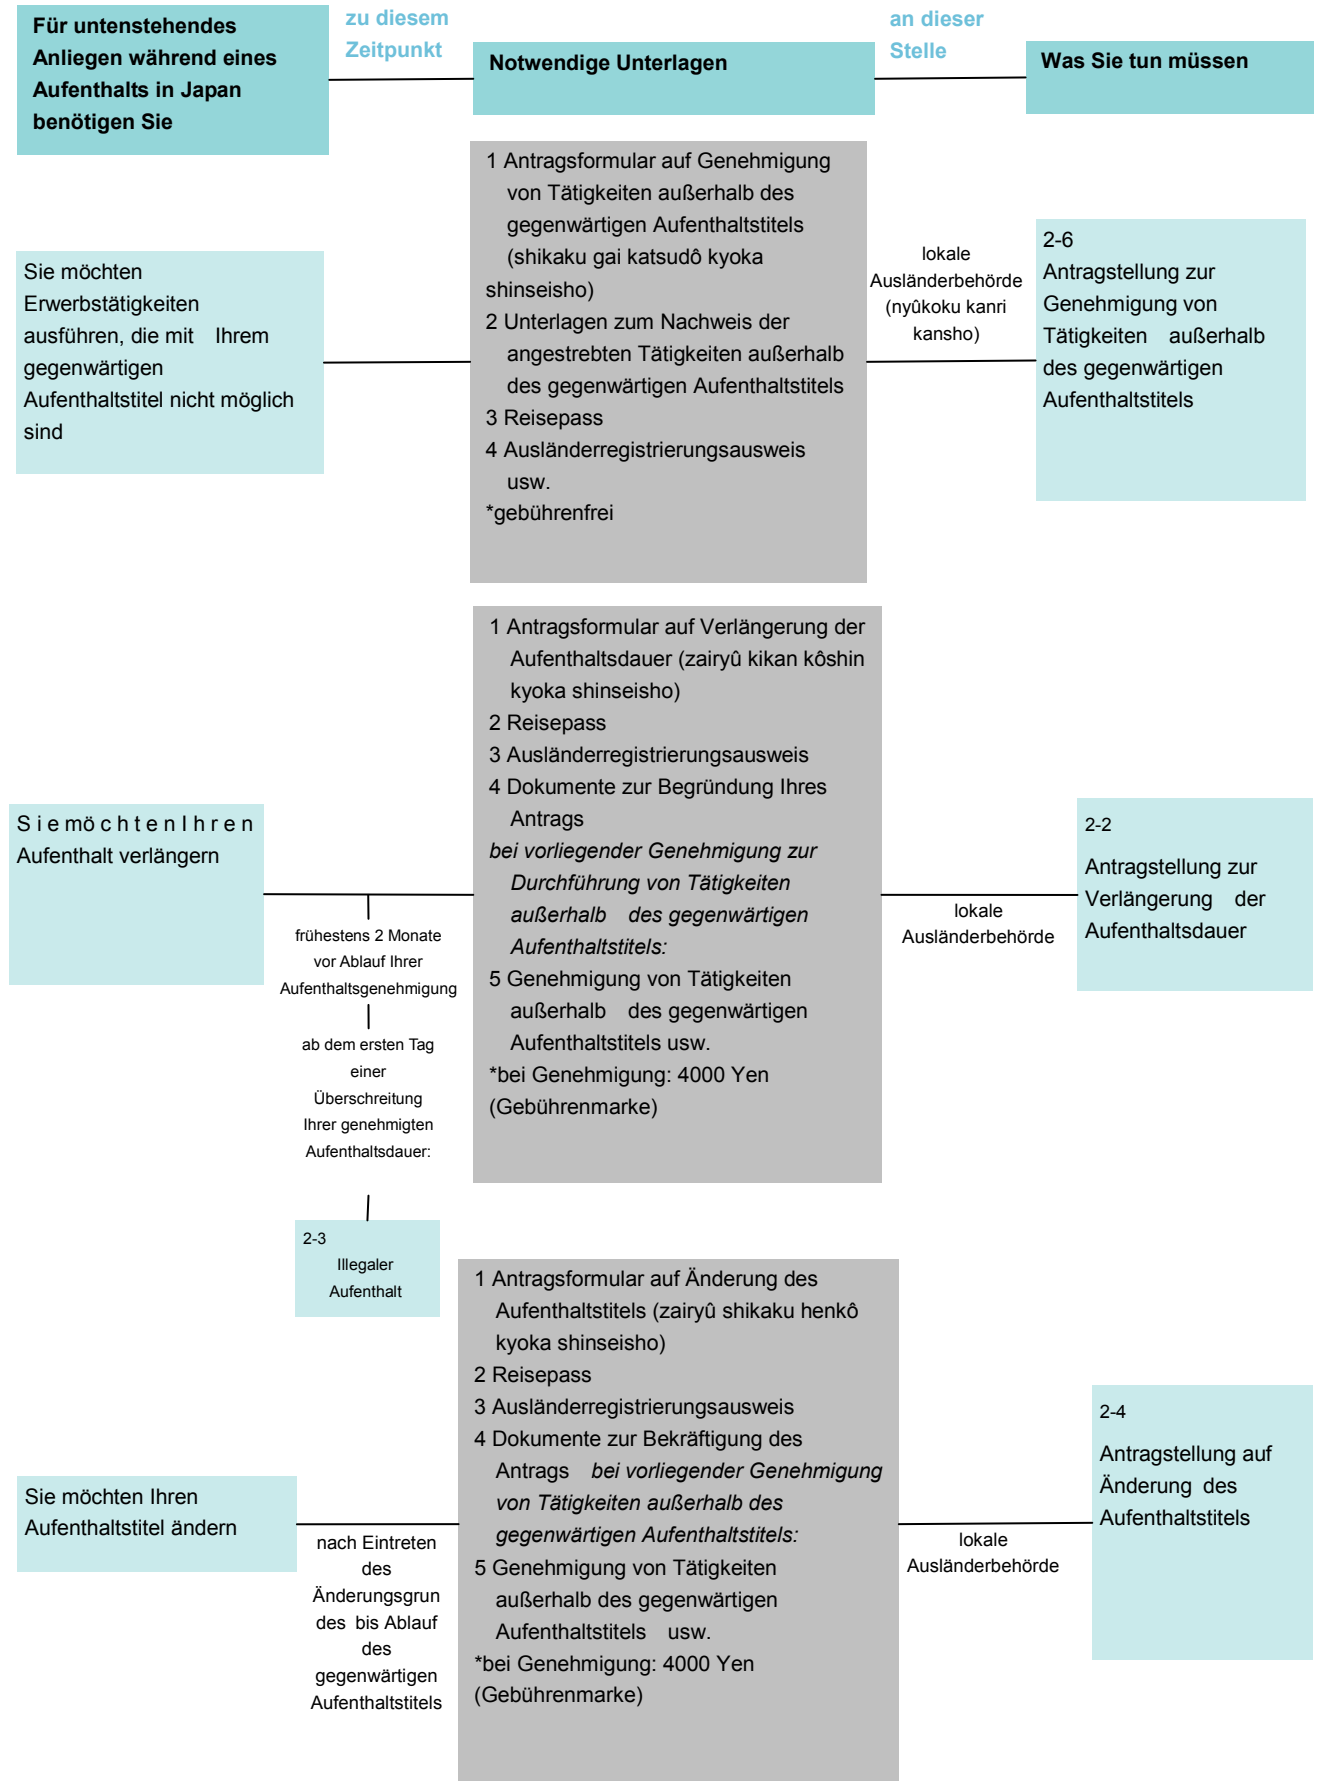 Für untenstehendes
Anliegen während eines
Aufenthalts in Japan
benötigen Sie
zu diesem
Zeitpunkt
Notwendige Unterlagen
an dieser
Stelle
Was Sie tun müssen
Sie möchten
Erwerbstätigkeiten
ausführen, die mit Ihrem
gegenwärtigen
Aufenthaltstitel nicht möglich
sind
1 Antragsformular auf Genehmigung
von Tätigkeiten außerhalb des
gegenwärtigen Aufenthaltstitels
(shikaku gai katsudô kyoka
shinseisho)
2 Unterlagen zum Nachweis der
angestrebten Tätigkeiten außerhalb
des gegenwärtigen Aufenthaltstitels
3 Reisepass
4 Ausländerregistrierungsausweis
usw.
*gebührenfrei
lokale
Ausländerbehörde
(nyûkoku kanri
kansho)
2-6
Antragstellung zur
Genehmigung von
Tätigkeiten außerhalb
des gegenwärtigen
Aufenthaltstitels
S i e mö c h t e n I h r e n
Aufenthalt verlängern
frühestens 2 Monate
vor Ablauf Ihrer
Aufenthaltsgenehmigung
ab dem ersten Tag
einer
Überschreitung
Ihrer genehmigten
Aufenthaltsdauer:
2-3
Illegaler
Aufenthalt
1 Antragsformular auf Verlängerung der
Aufenthaltsdauer (zairyû kikan kôshin
kyoka shinseisho)
2 Reisepass
3 Ausländerregistrierungsausweis
4 Dokumente zur Begründung Ihres
Antrags
bei vorliegender Genehmigung zur
Durchführung von Tätigkeiten
außerhalb des gegenwärtigen
Aufenthaltstitels:
5 Genehmigung von Tätigkeiten
außerhalb des gegenwärtigen
Aufenthaltstitels usw.
*bei Genehmigung: 4000 Yen
(Gebührenmarke)
lokale
Ausländerbehörde
2-2
Antragstellung zur
Verlängerung der
Aufenthaltsdauer
Sie möchten Ihren
Aufenthaltstitel ändern
nach Eintreten
des
Änderungsgrun
des bis Ablauf
des
gegenwärtigen
Aufenthaltstitels
1 Antragsformular auf Änderung des
Aufenthaltstitels (zairyû shikaku henkô
kyoka shinseisho)
2 Reisepass
3 Ausländerregistrierungsausweis
4 Dokumente zur Bekräftigung des
Antrags bei vorliegender Genehmigung
von Tätigkeiten außerhalb des
gegenwärtigen Aufenthaltstitels:
5 Genehmigung von Tätigkeiten
außerhalb des gegenwärtigen
Aufenthaltstitels usw.
*bei Genehmigung: 4000 Yen
(Gebührenmarke)
lokale
Ausländerbehörde
2-4
Antragstellung auf
Änderung des
Aufenthaltstitels